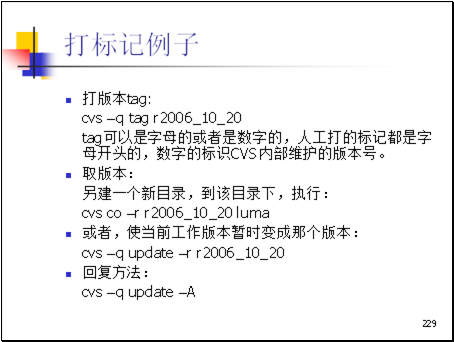 打标记例子
打版本tag:
cvs –q tag r2006_10_20
tag可以是字母的或者是数字的，人工打的标记都是字
母开头的，数字的标识CVS内部维护的版本号。
取版本：
另建一个新目录，到该目录下，执行：
cvs co –r r2006_10_20 luma
或者，使当前工作版本暂时变成那个版本：
cvs –q update –r r2006_10_20
回复方法：
cvs –q update –A
229